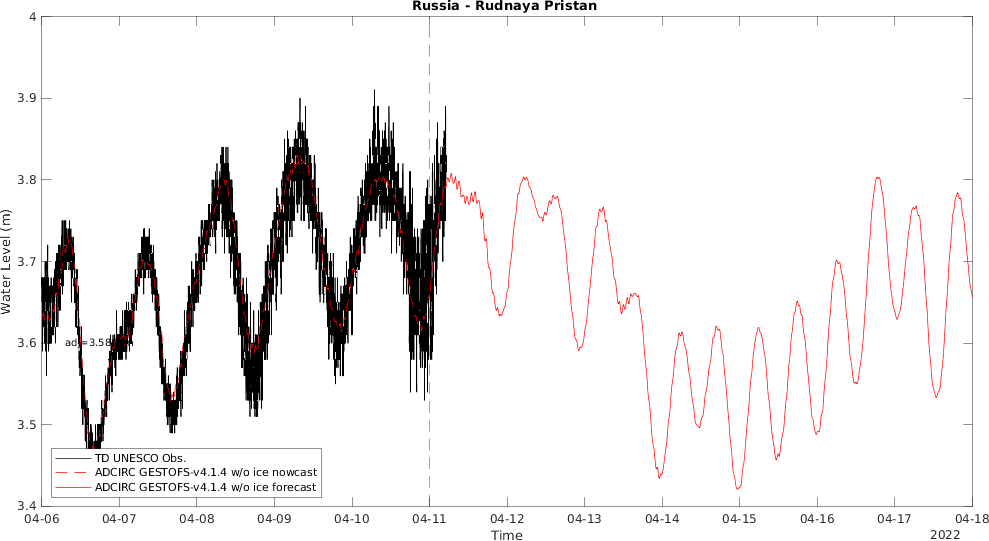 Russia - Rudnaya Pristan
4
3.9
3.8
3.7
3.6
3.5
3.4
Water Level (m)
TD UNESCO Obs.
ADCIRC GESTOFS-v4.1.4 w/o ice nowcast
ADCIRC GESTOFS-v4.1.4 w/o ice forecast
04-06 04-07 04-08 04-09 04-10 04-11 04-12 04-13 04-14 04-15 04-16 04-17 04-18
Time
2022